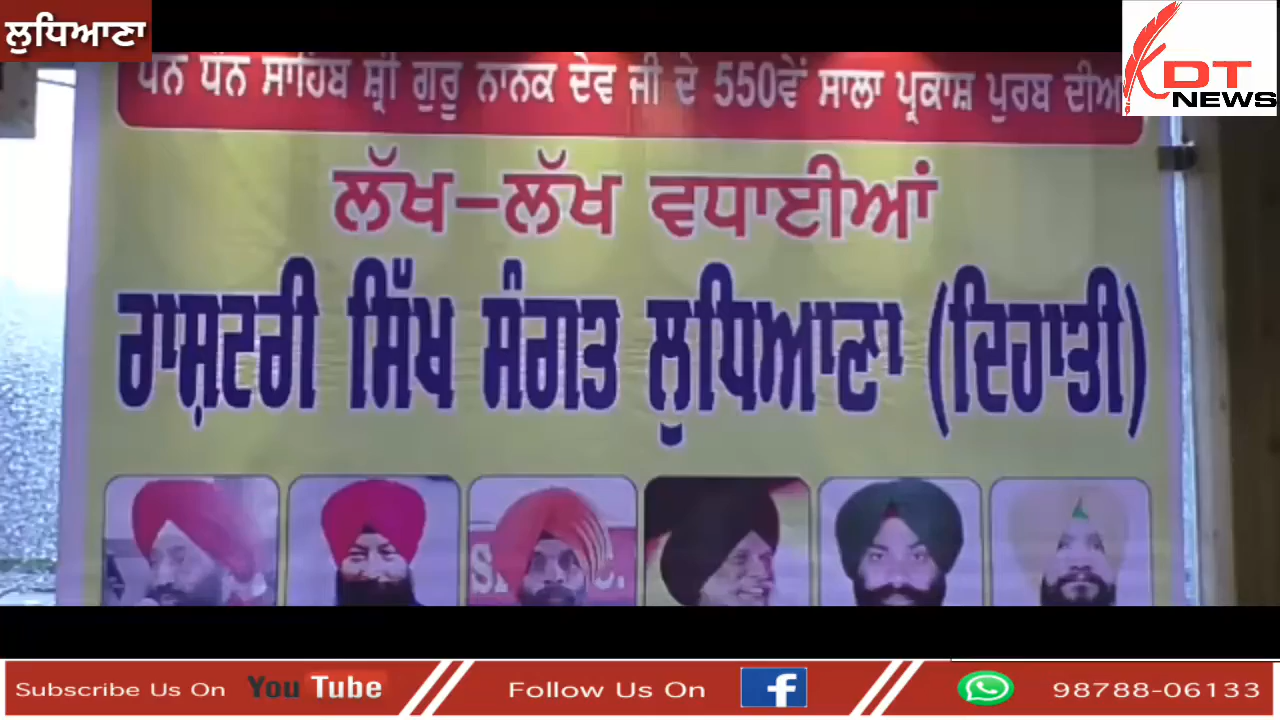 ਲੁਧਿਆਣਾ
DT
NEWS
ਧਨ ਧੰਨ ਸਾਹਿਬ ਸ਼੍ਰੀ ਗੁਰੂ ਨਾਨਕ ਦੇਵ ਜੀ ਦੇ 550ਵੇਂ ਸਾਲਾ ਪ੍ਰਕਾਸ਼ ਪੁਰਬ ਦੀਆਂ
ਲੱਖ-ਲੱਖ ਵਧਾਈਆਂ
ਰਾਸ਼ਟਰੀ ਸਿੱਖ ਸੰਗਤ ਲੂਧਿਆਣਾ (ਦਿਹਾਤੀ)
Subscribe Us On YouTube Follow Us On f 98788-06133